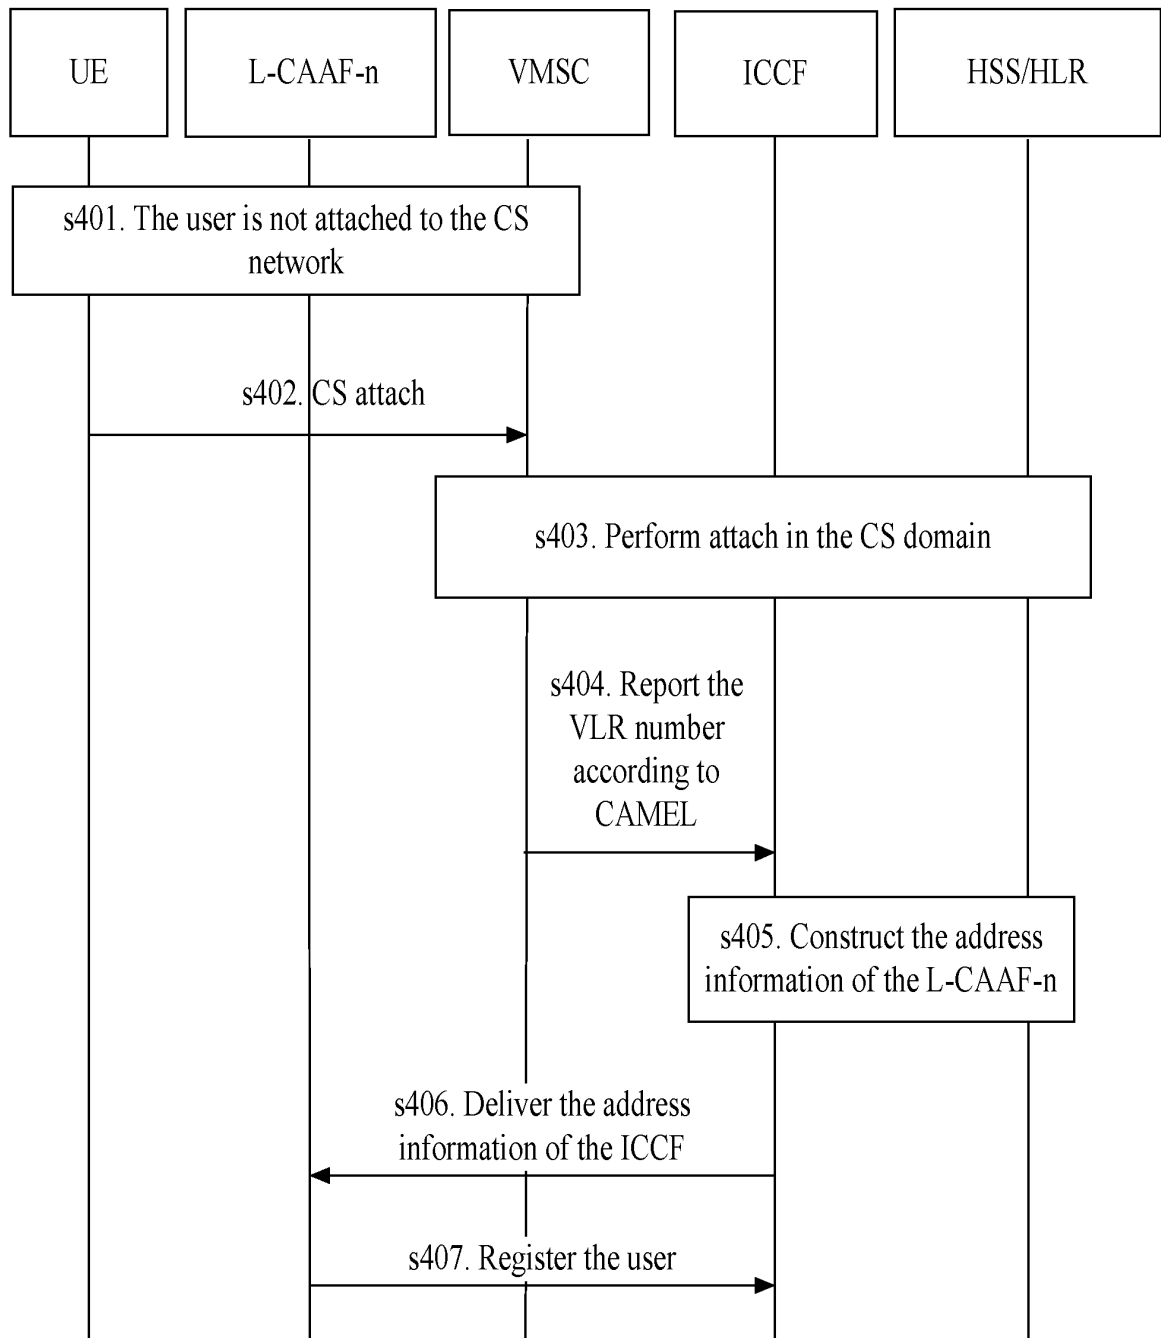 UE
L-CAAF-n
VMSC
ICCF
HSS/HLR
s401. The user is not attached to the CS
network
s402. CS attach
s403. Perform attach in the CS domain
s404. Report the
VLR number
according to
CAMEL
s405. Construct the address
information of the L-CAAF-n
s406. Deliver the address
information of the ICCF
s407. Register the user